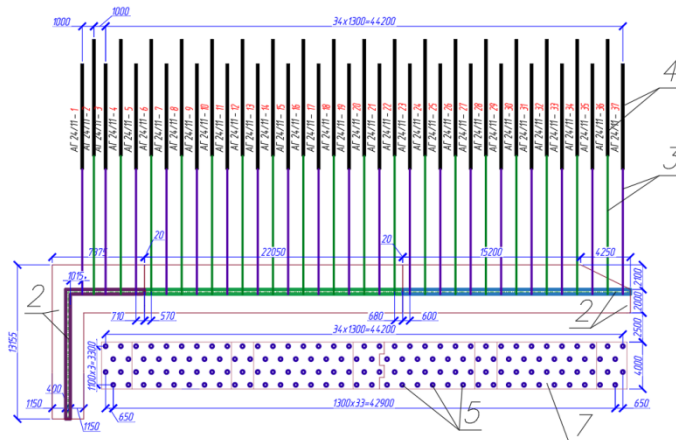 1000
1000
34х1300=44200
АГ 24/11 - 1
АГ 24/11 - 2
АГ 24/11 - 3
АГ 24/11 - 4
АГ 24/11 - 5
АГ 24/11 - 6
АГ 24/11 - 7
АГ 24/11 - 8
АГ 24/11 - 9
АГ 24/11 - 10
АГ 24/11 - 11
АГ 24/11 - 12
АГ 24/11 - 13
АГ 24/11 - 14
АГ 24/11 - 15
АГ 24/11 - 16
АГ 24/11 - 17
АГ 24/11 - 18
АГ 24/11 - 19
АГ 24/11 - 20
АГ 24/11 - 21
АГ 24/11 - 22
АГ 24/11 - 23
АГ 24/11 - 24
АГ 24/11 - 25
АГ 24/11 - 26
АГ 24/11 - 27
АГ 24/11 - 28
АГ 24/11 - 29
АГ 24/11 - 30
АГ 24/11 - 31
АГ 24/11 - 32
АГ 24/11 - 33
АГ 24/11 - 34
АГ 24/11 - 35
АГ 24/11 - 36
АГ 24/11 - 37
4
3
7875
20
22050
20
15200
4250
1015
2100
2
2
2000
13155
710
570
680
600
2500
34х1300=44200
1100х3=3300
4000
400
1150
1150
650
1300х33=42900
650
5
7